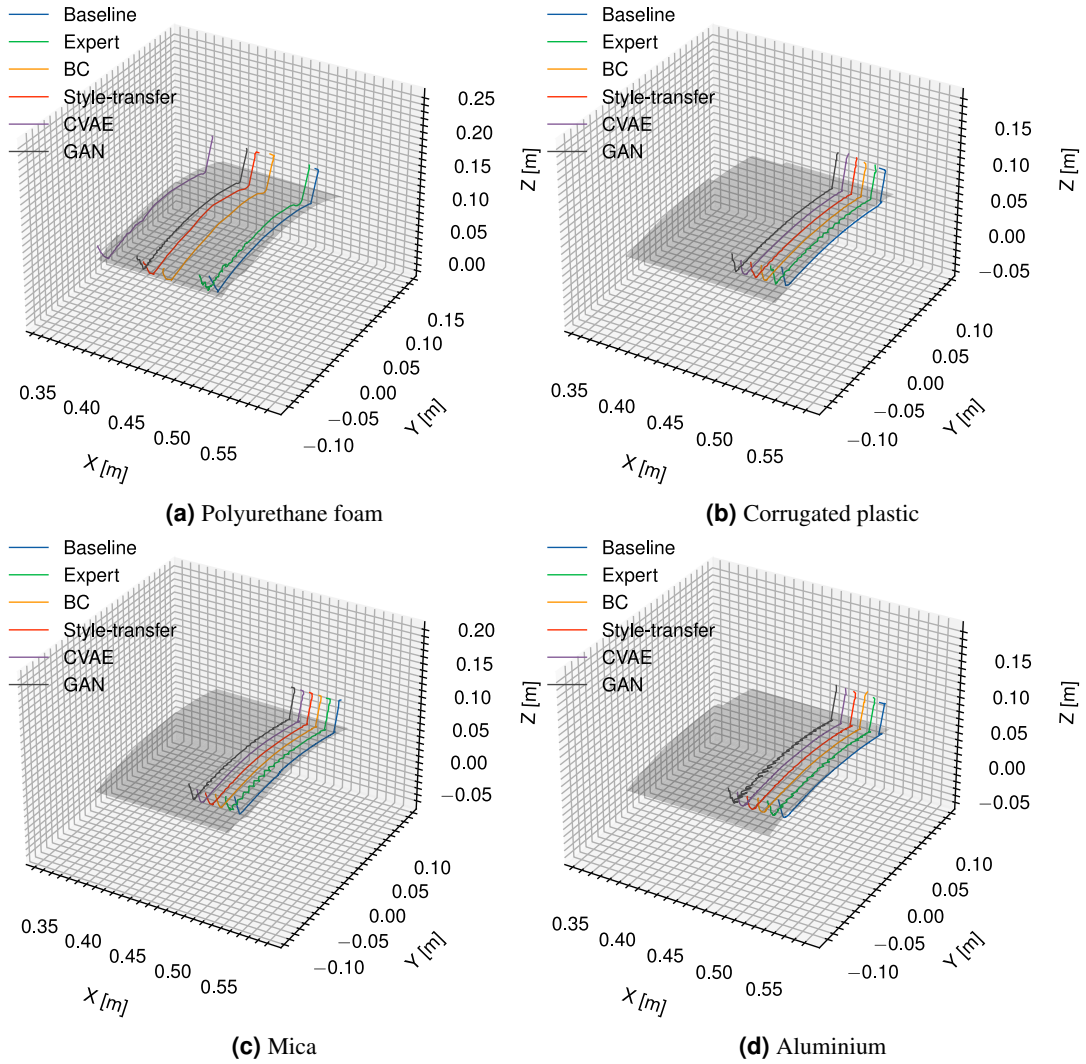 Baseline
Expert
BC
Style-transfer
CVAE
GAN
0.25
0.20
0.15
0.10
0.05
0.00
Z [m]
0.15
0.10
0.05
0.00
−0.05
−0.10
Y [m]
0.35
0.40
0.45
0.50
0.55
X [m]
(a) Polyurethane foam
Baseline
Expert
BC
Style-transfer
CVAE
GAN
0.15
0.10
0.05
0.00
−0.05
Z [m]
0.10
0.05
0.00
−0.05
−0.10
Y [m]
0.35
0.40
0.45
0.50
0.55
X [m]
(b) Corrugated plastic
Baseline
Expert
BC
Style-transfer
CVAE
GAN
0.20
0.15
0.10
0.05
0.00
−0.05
Z [m]
0.10
0.05
0.00
−0.05
−0.10
Y [m]
0.35
0.40
0.45
0.50
0.55
X [m]
(c) Mica
Baseline
Expert
BC
Style-transfer
CVAE
GAN
0.15
0.10
0.05
0.00
−0.05
Z [m]
0.10
0.05
0.00
−0.05
−0.10
Y [m]
0.35
0.40
0.45
0.50
0.55
X [m]
(d) Aluminium